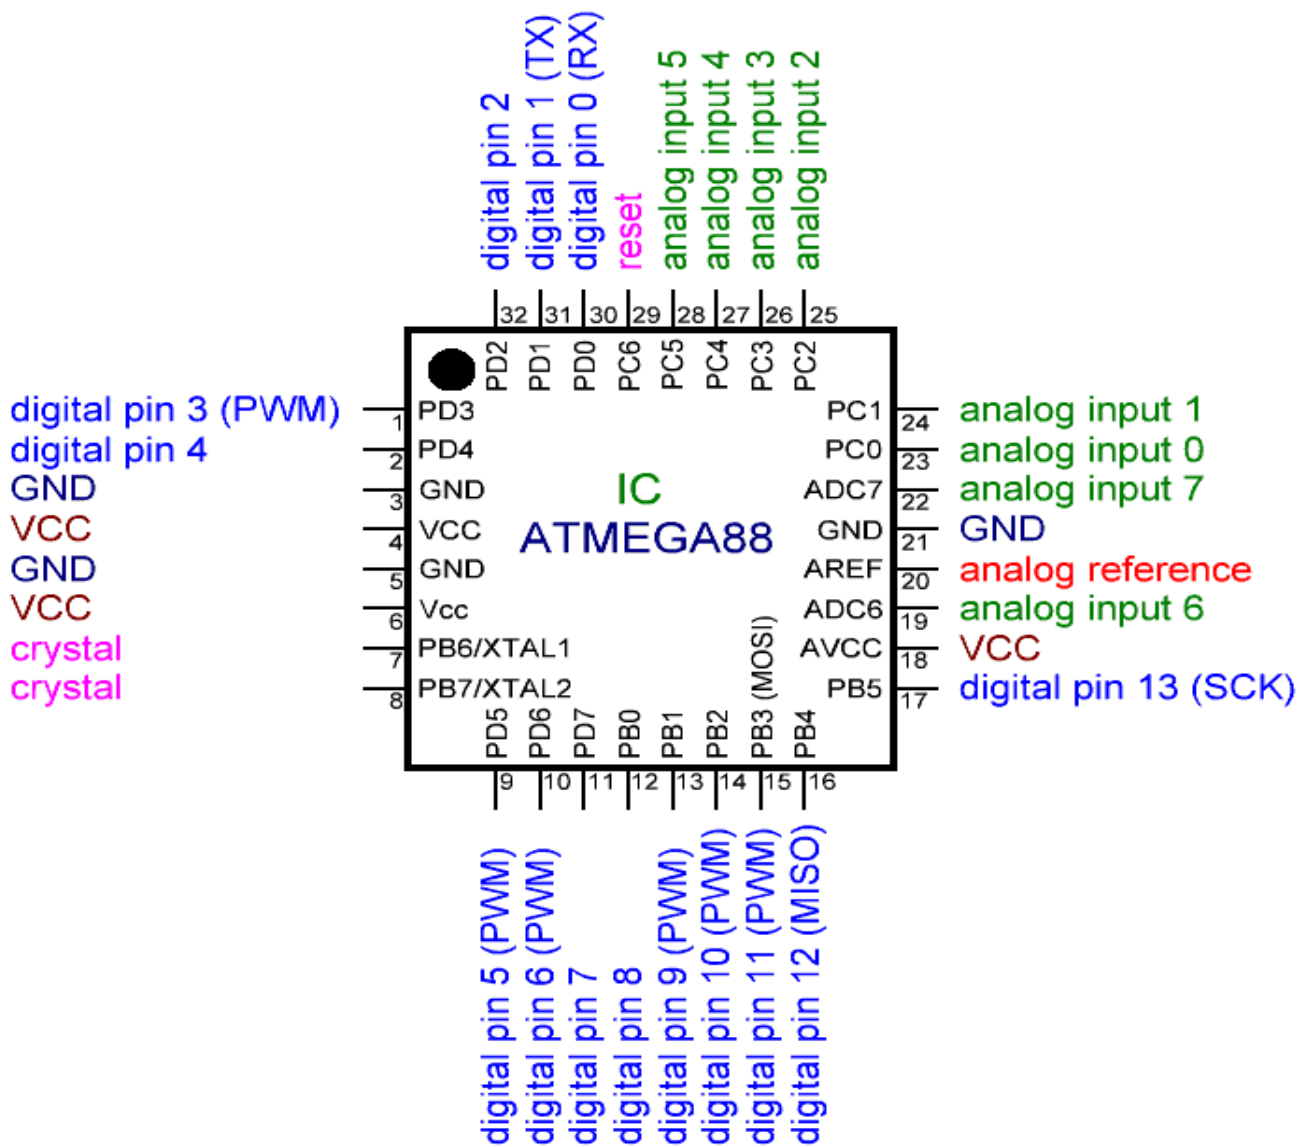 digital pin 2
digital pin 1 (TX)
digital pin 0 (RX)
reset
analog input 5
analog input 4
analog input 3
analog input 2
32 31 30 29 28 27 26 25
PD2 PD1 PD0 PC6 PC5 PC4 PC3 PC2
digital pin 3 (PWM) 1 PD3
digital pin 4 2 PD4
GND 3 GND
VCC 4 VCC
GND 5 GND
VCC 6 Vcc
crystal 7 PB6/XTAL1
crystal 8 PB7/XTAL2
IC
ATMEGA88
PC1 24 analog input 1
PC0 23 analog input 0
ADC7 22 analog input 7
GND 21 GND
AREF 20 analog reference
ADC6 19 analog input 6
AVCC 18 VCC
PB5 17 digital pin 13 (SCK)
PD5 PD6 PD7 PB0 PB1 PB2 PB3 (MOSI) PB4
9 10 11 12 13 14 15 16
digital pin 5 (PWM)
digital pin 6 (PWM)
digital pin 7
digital pin 8
digital pin 9 (PWM)
digital pin 10 (PWM)
digital pin 11 (PWM)
digital pin 12 (MISO)